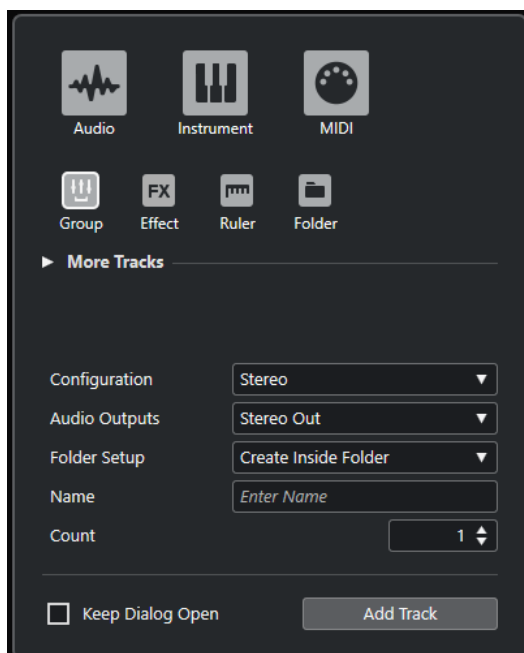 Audio Instrument MIDI
FX
Group Effect Ruler Folder
More Tracks
Configuration Stereo
Audio Outputs Stereo Out
Folder Setup Create Inside Folder
Name Enter Name
Count 1
Keep Dialog Open Add Track